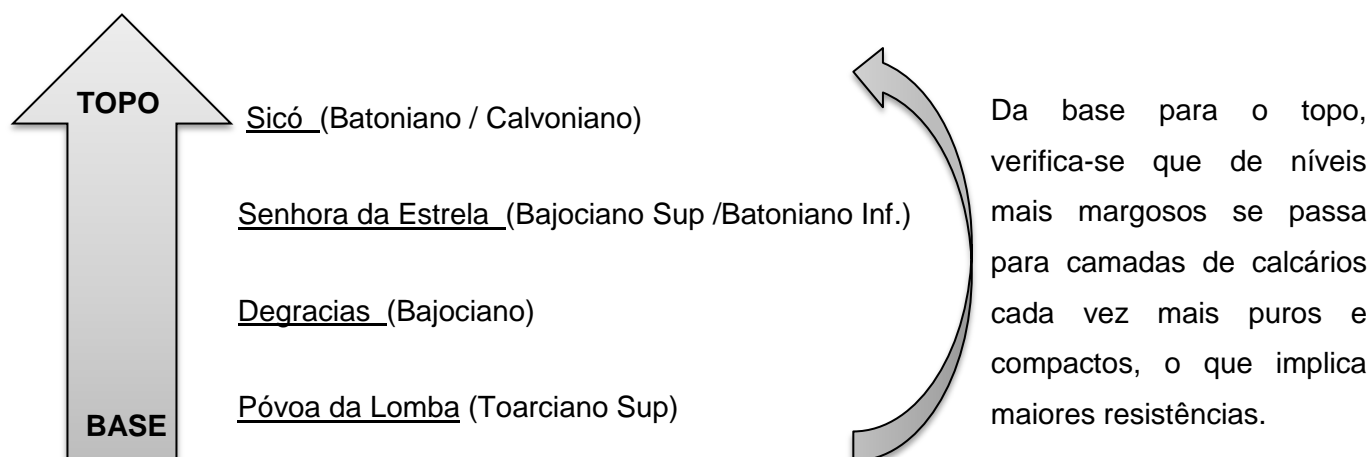 TOPO
Sicó (Batoniano / Calvoniano)
Senhora da Estrela (Bajociano Sup /Batoniano Inf.)
Degracias (Bajociano)
Póvoa da Lomba (Toarciano Sup)
BASE
Da base para o topo,
verifica-se que de níveis
mais margosos se passa
para camadas de calcários
cada vez mais puros e
compactos, o que implica
maiores resistências.